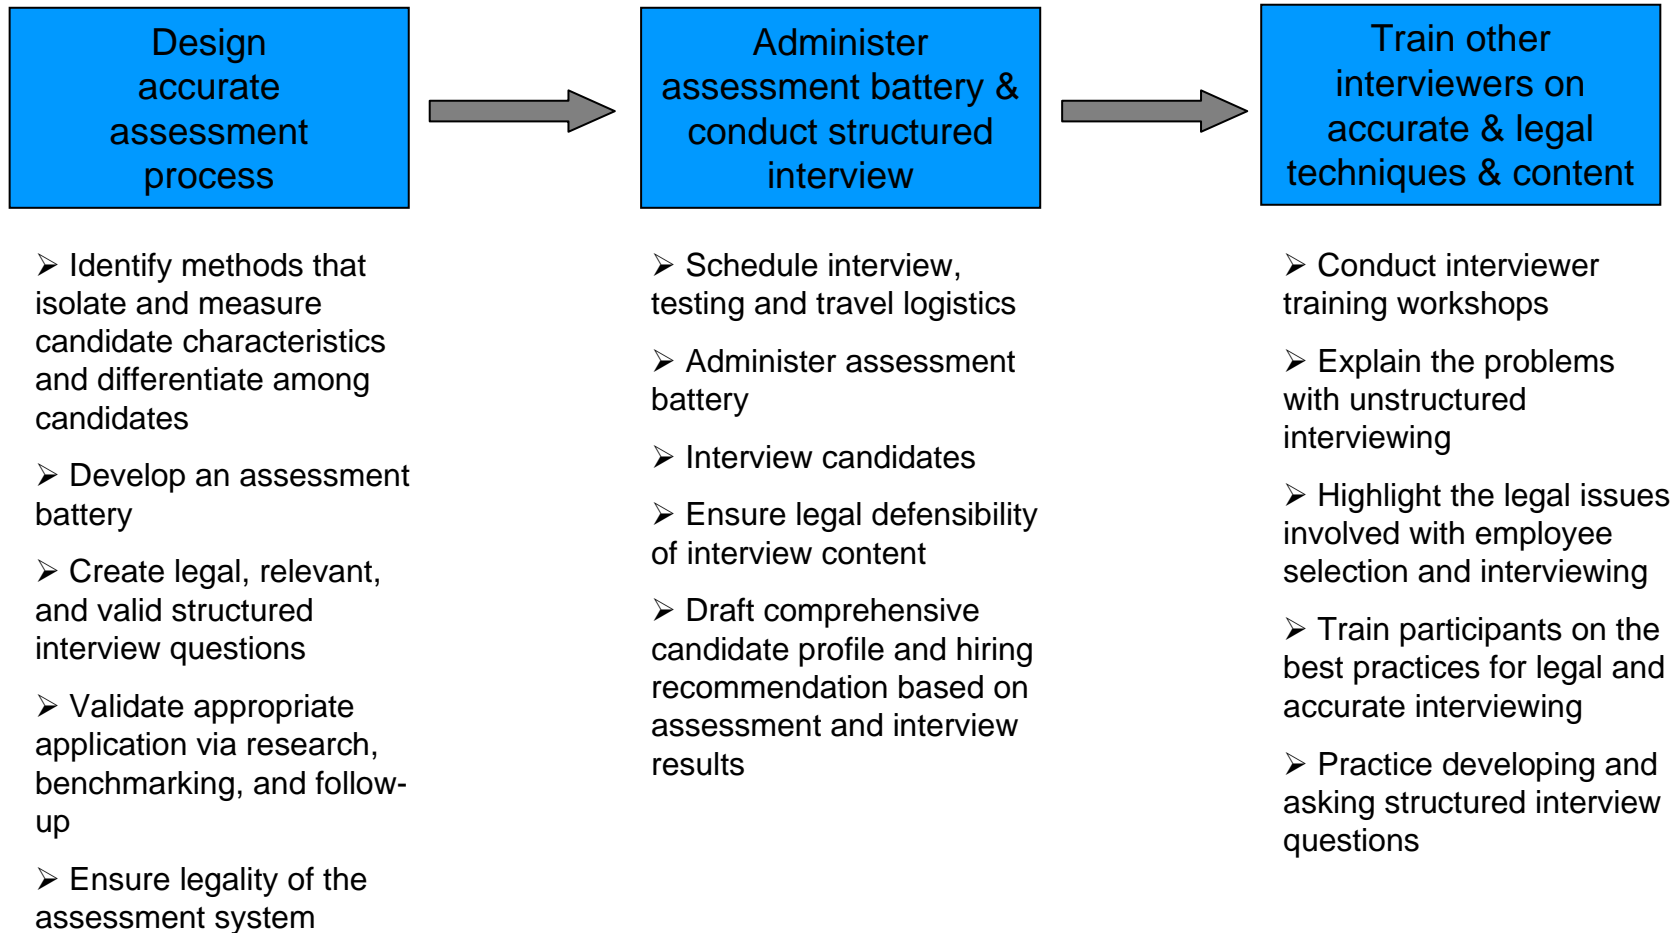 Design
accurate
assessment
process
Administer
assessment battery &
conduct structured
interview
Train other
interviewers on
accurate & legal
techniques & content
➢ Identify methods that
isolate and measure
candidate characteristics
and differentiate among
candidates
➢ Develop an assessment
battery
➢ Create legal, relevant,
and valid structured
interview questions
➢ Validate appropriate
application via research,
benchmarking, and follow-
up
➢ Ensure legality of the
assessment system
➢ Schedule interview,
testing and travel logistics
➢ Administer assessment
battery
➢ Interview candidates
➢ Ensure legal defensibility
of interview content
➢ Draft comprehensive
candidate profile and hiring
recommendation based on
assessment and interview
results
➢ Conduct interviewer
training workshops
➢ Explain the problems
with unstructured
interviewing
➢ Highlight the legal issues
involved with employee
selection and interviewing
➢ Train participants on the
best practices for legal and
accurate interviewing
➢ Practice developing and
asking structured interview
questions